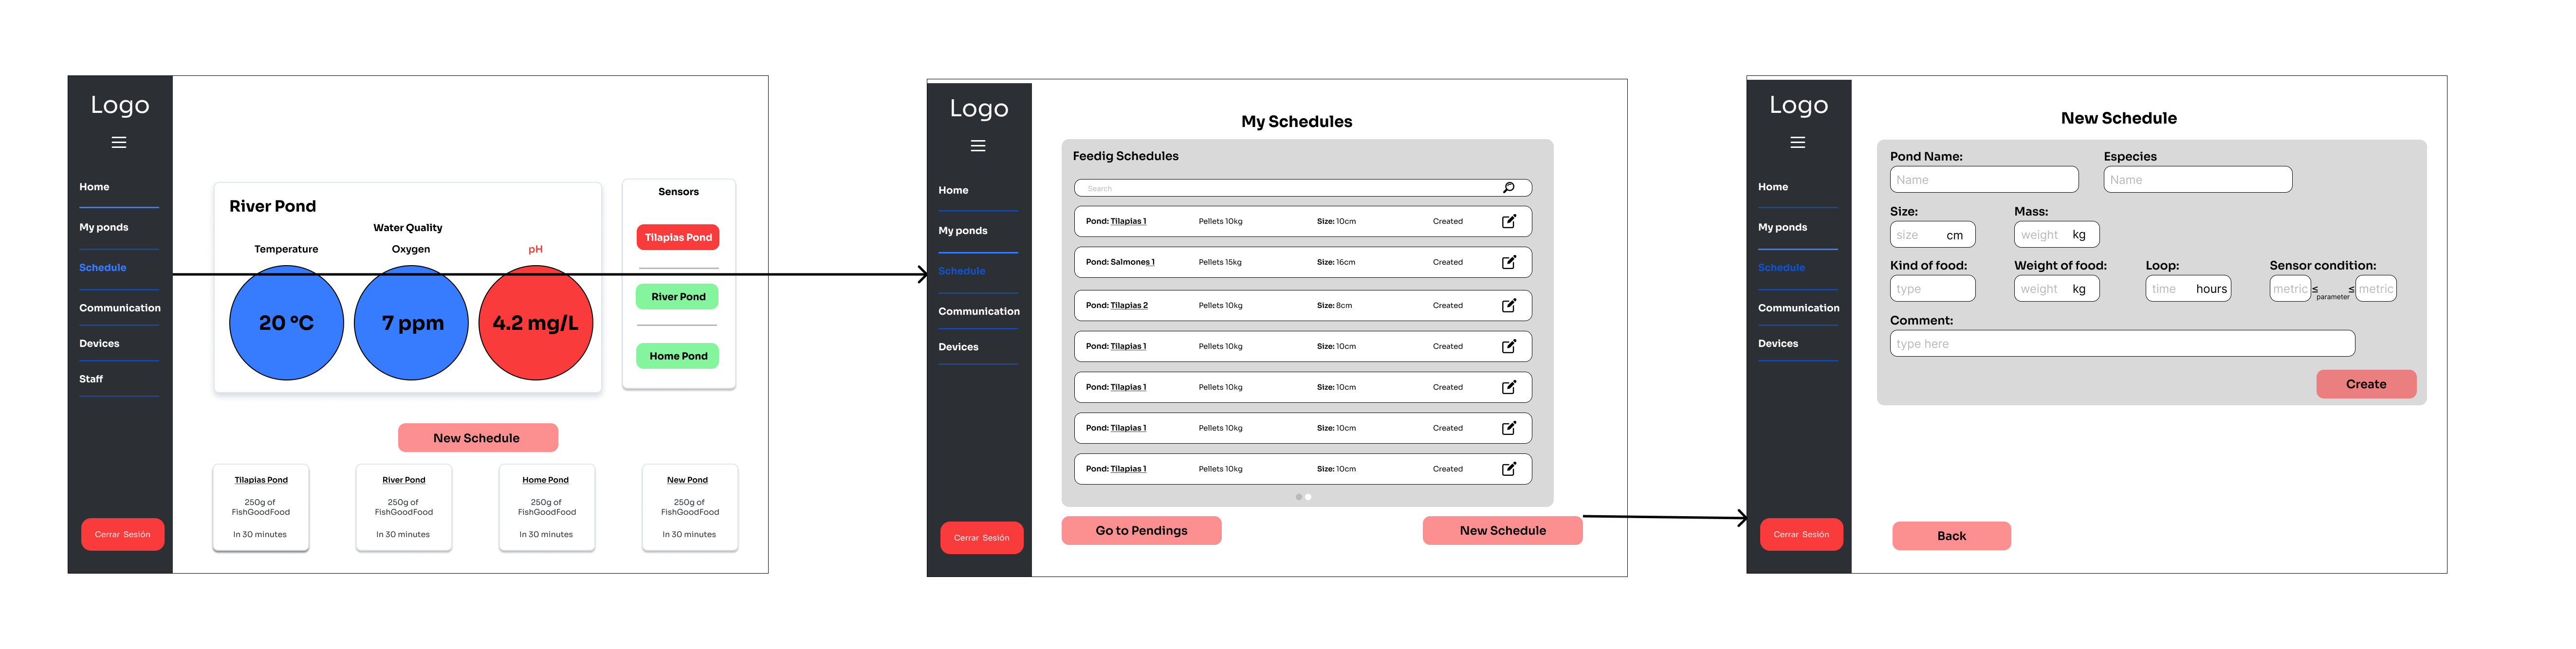 Logo
Home
My ponds
Schedule
Communication
Devices
Staff
Cerrar Sesión
River Pond
Water Quality
Temperature Oxygen pH
20 °C 7 ppm 4.2 mg/L
Sensors
Tilapias Pond
River Pond
Home Pond
New Schedule
Tilapias Pond
250g of
FishGoodFood
In 30 minutes
River Pond
250g of
FishGoodFood
In 30 minutes
Home Pond
250g of
FishGoodFood
In 30 minutes
New Pond
250g of
FishGoodFood
In 30 minutes
Logo
Home
My ponds
Schedule
Communication
Devices
Cerrar Sesión
My Schedules
Feedig Schedules
Search
Pond: Tilapias 1 Pellets 10kg Size: 10cm Created
Pond: Salmones 1 Pellets 15kg Size: 16cm Created
Pond: Tilapias 2 Pellets 10kg Size: 8cm Created
Pond: Tilapias 1 Pellets 10kg Size: 10cm Created
Pond: Tilapias 1 Pellets 10kg Size: 10cm Created
Pond: Tilapias 1 Pellets 10kg Size: 10cm Created
Pond: Tilapias 1 Pellets 10kg Size: 10cm Created
Go to Pendings New Schedule
Logo
Home
My ponds
Schedule
Communication
Devices
Cerrar Sesión
New Schedule
Pond Name: Especies
Name Name
Size: Mass:
size cm weight kg
Kind of food: Weight of food: Loop: Sensor condition:
type weight kg time hours metric ≤ parameter ≤ metric
Comment:
type here
Create
Back